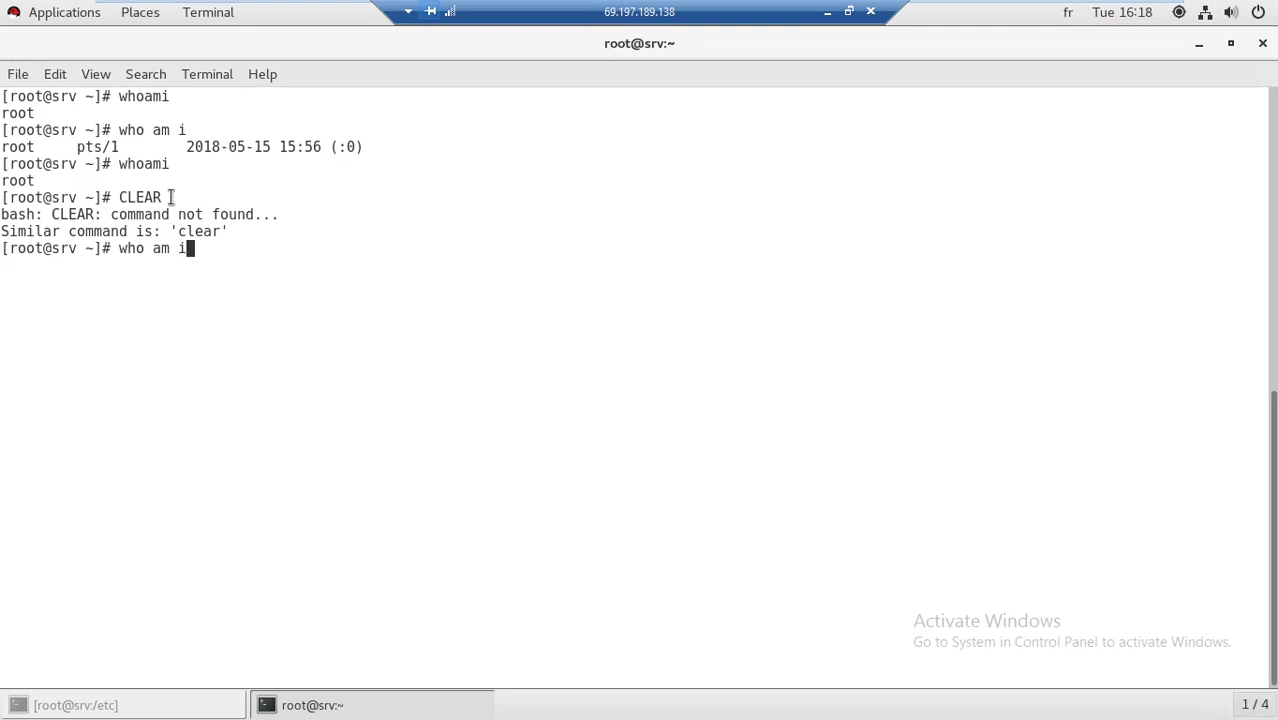 Applications Places Terminal 69.197.189.138 fr Tue 16:18
root@srv:~
File Edit View Search Terminal Help
[root@srv ~]# whoami
root
[root@srv ~]# who am i
root     pts/1        2018-05-15 15:56 (:0)
[root@srv ~]# whoami
root
[root@srv ~]# CLEAR
bash: CLEAR: command not found...
Similar command is: 'clear'
[root@srv ~]# who am i
Activate Windows
Go to System in Control Panel to activate Windows.
[root@srv:/etc] root@srv:~ 1 / 4